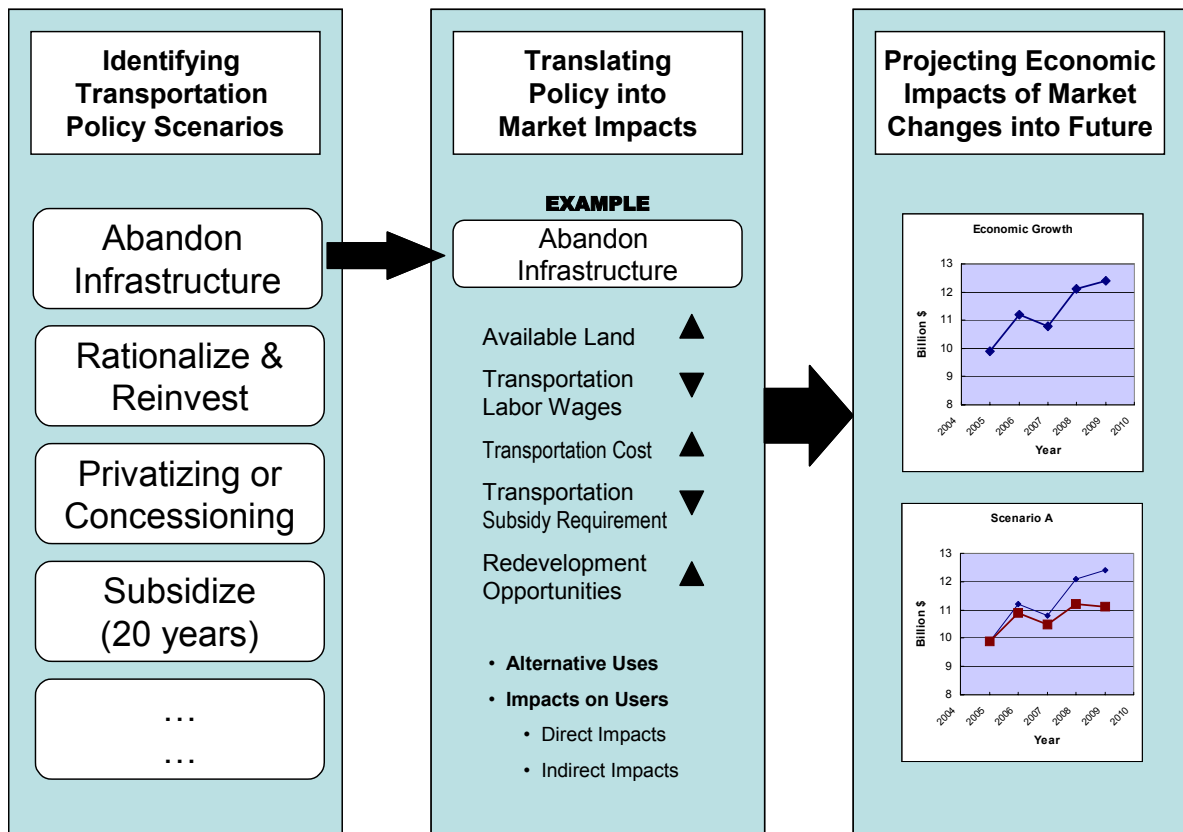 Identifying
Transportation
Policy Scenarios
Abandon
Infrastructure
Rationalize &
Reinvest
Privatizing or
Concessioning
Subsidize
(20 years)
…
…
Translating
Policy into
Market Impacts
EXAMPLE
Abandon
Infrastructure
Available Land
Transportation
Labor Wages
Transportation Cost
Transportation
Subsidy Requirement
Redevelopment
Opportunities
• Alternative Uses
• Impacts on Users
• Direct Impacts
• Indirect Impacts
Projecting Economic
Impacts of Market
Changes into Future
Economic Growth
13
12
11
10
9
8
Billion $
2004 2005 2006 2007 2008 2009 2010
Year
Scenario A
13
12
11
10
9
8
Billion $
2004 2005 2006 2007 2008 2009 2010
Year